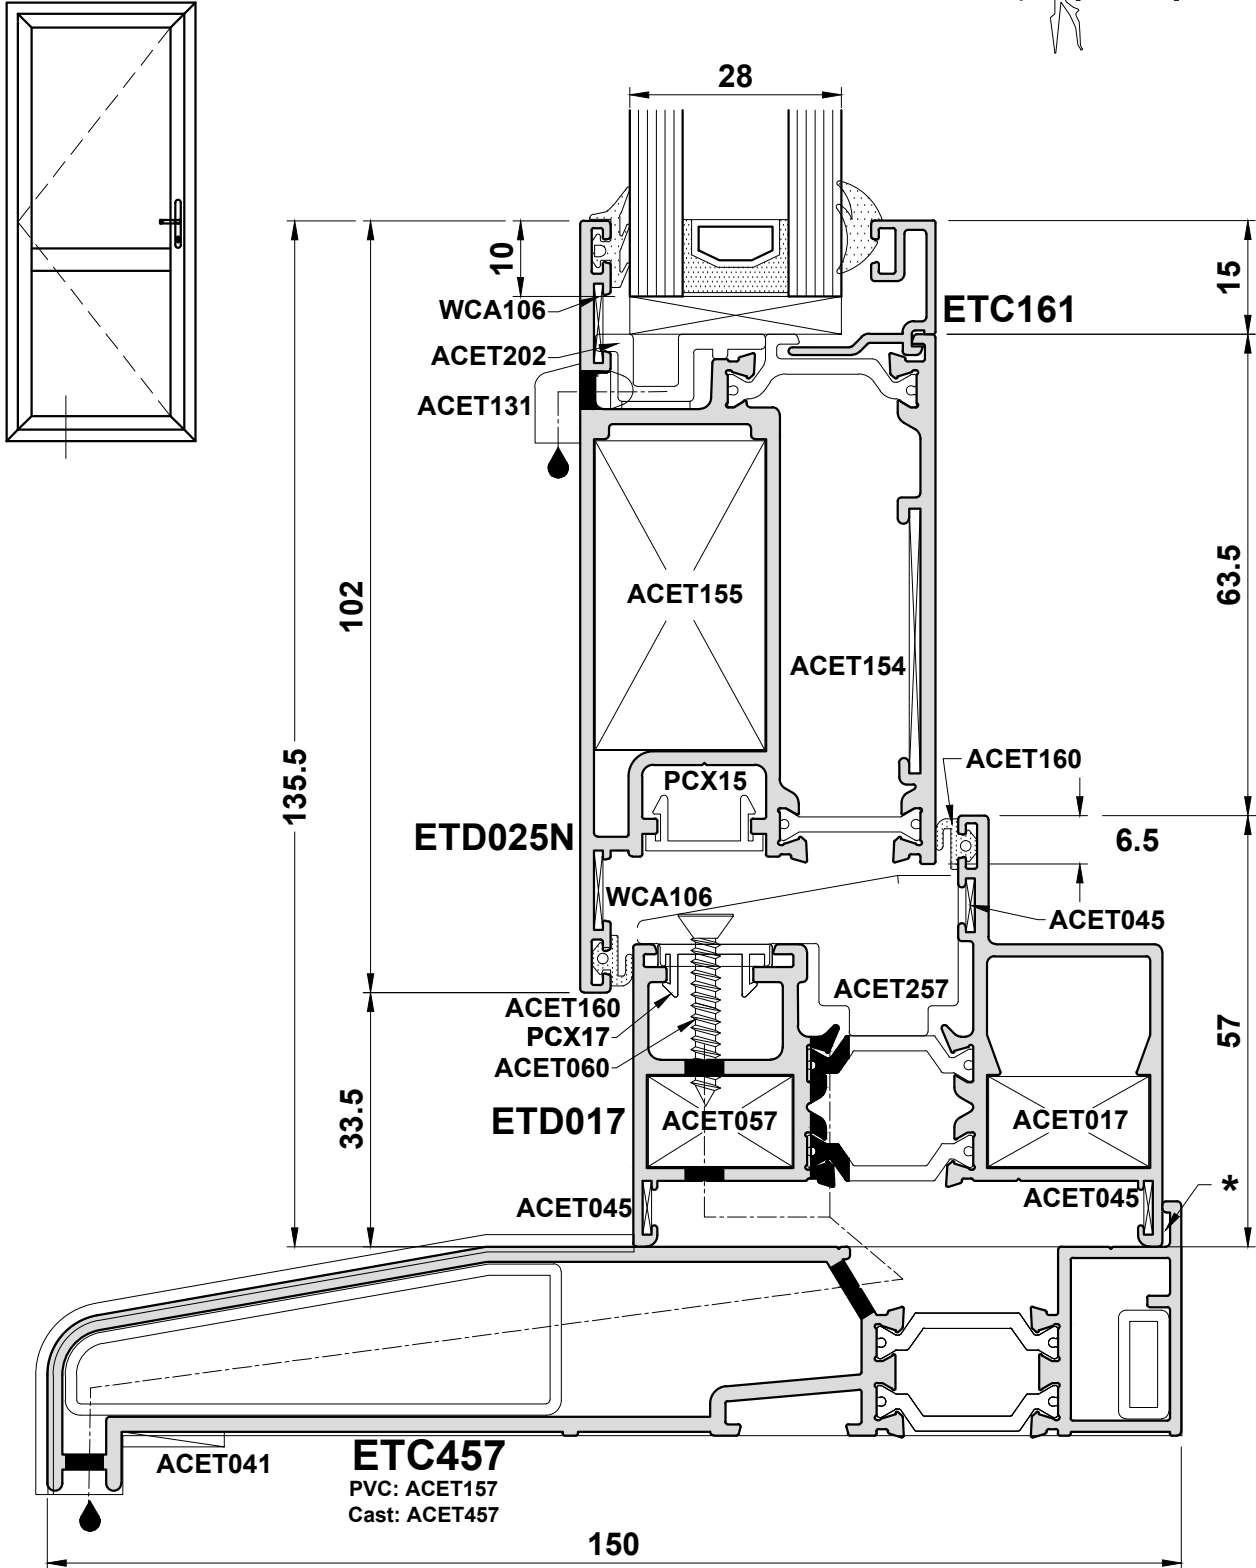 28
10
15
WCA106
ETC161
ACET202
ACET131
102
ACET155
63.5
ACET154
135.5
PCX15
ACET160
ETD025N
6.5
WCA106
ACET045
ACET257
ACET160
PCX17
57
ACET060
33.5
ETD017
ACET057
ACET017
ACET045
ACET045
*
ACET041
ETC457
PVC: ACET157
Cast: ACET457
150